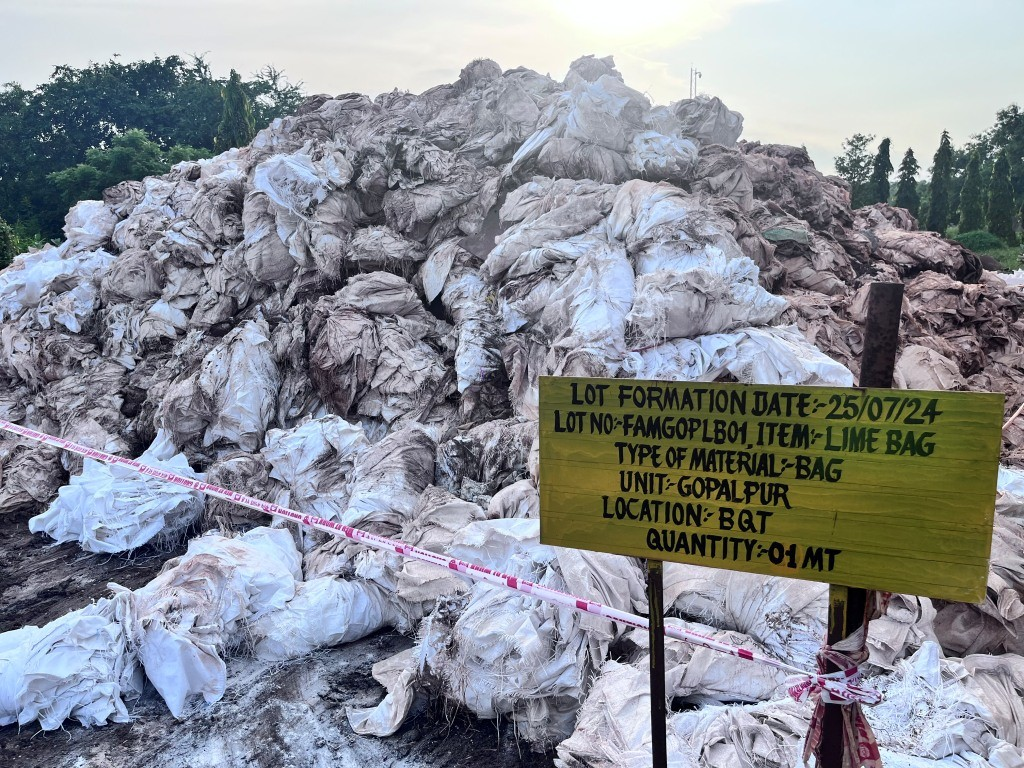 LOT FORMATION DATE:-25/07/24
LOT NO:-FAMGOPLB01, ITEM:-LIME BAG
TYPE OF MATERIAL:-BAG
UNIT:-GOPALPUR
LOCATION:-BQT
QUANTITY:-01 MT